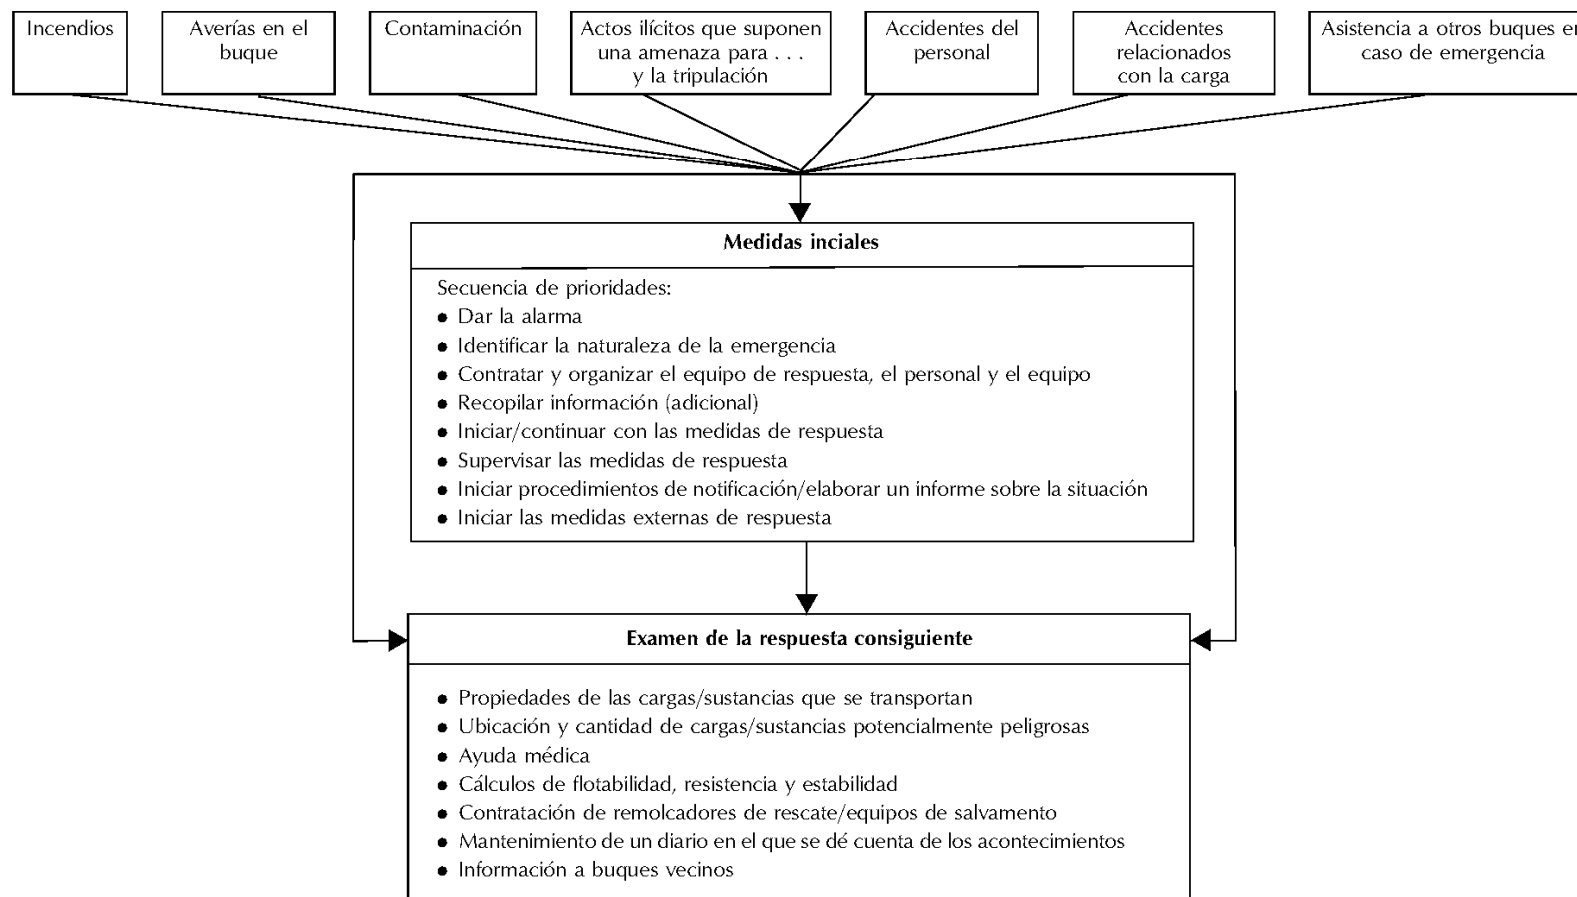 Incendios
Averías en el
buque
Contaminación
Actos ilícitos que suponen
una amenaza para . . .
y la tripulación
Accidentes del
personal
Accidentes
relacionados
con la carga
Asistencia a otros buques en
caso de emergencia
Medidas inciales
Secuencia de prioridades:
● Dar la alarma
● Identificar la naturaleza de la emergencia
● Contratar y organizar el equipo de respuesta, el personal y el equipo
● Recopilar información (adicional)
● Iniciar/continuar con las medidas de respuesta
● Supervisar las medidas de respuesta
● Iniciar procedimientos de notificación/elaborar un informe sobre la situación
● Iniciar las medidas externas de respuesta
Examen de la respuesta consiguiente
● Propiedades de las cargas/sustancias que se transportan
● Ubicación y cantidad de cargas/sustancias potencialmente peligrosas
● Ayuda médica
● Cálculos de flotabilidad, resistencia y estabilidad
● Contratación de remolcadores de rescate/equipos de salvamento
● Mantenimiento de un diario en el que se dé cuenta de los acontecimientos
● Información a buques vecinos